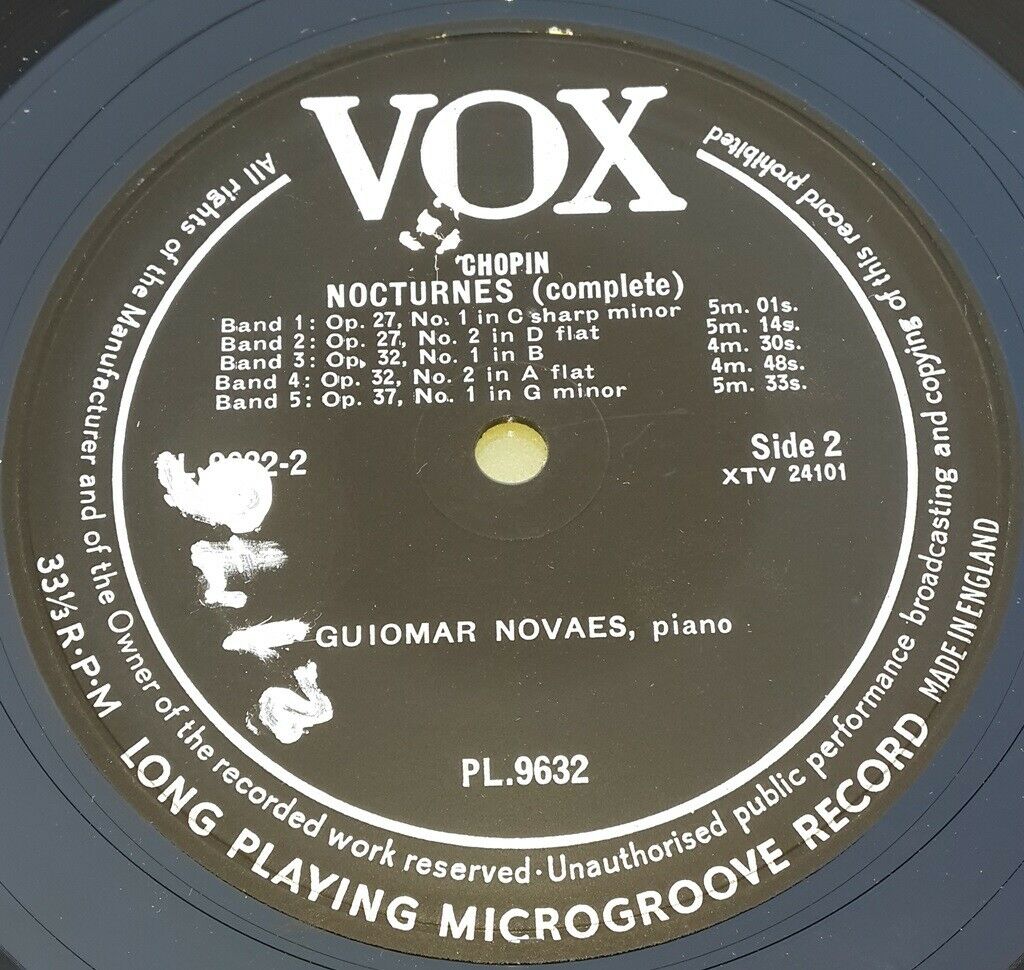 VOX
CHOPIN
NOCTURNES (complete)
Band 1: Op. 27, No. 1 in C sharp minor 5m. 01s.
Band 2: Op. 27, No. 2 in D flat 5m. 14s.
Band 3: Op. 32, No. 1 in B 4m. 30s.
Band 4: Op. 32, No. 2 in A flat 4m. 48s.
Band 5: Op. 37, No. 1 in G minor 5m. 33s.
Side 2
XTV 24101
GUIOMAR NOVAES, piano
PL.9632
All rights of the Manufacturer and of the Owner of the recorded work reserved · Unauthorised public performance broadcasting and copying of this record prohibited
33⅓ R·P·M LONG PLAYING MICROGROOVE RECORD MADE IN ENGLAND